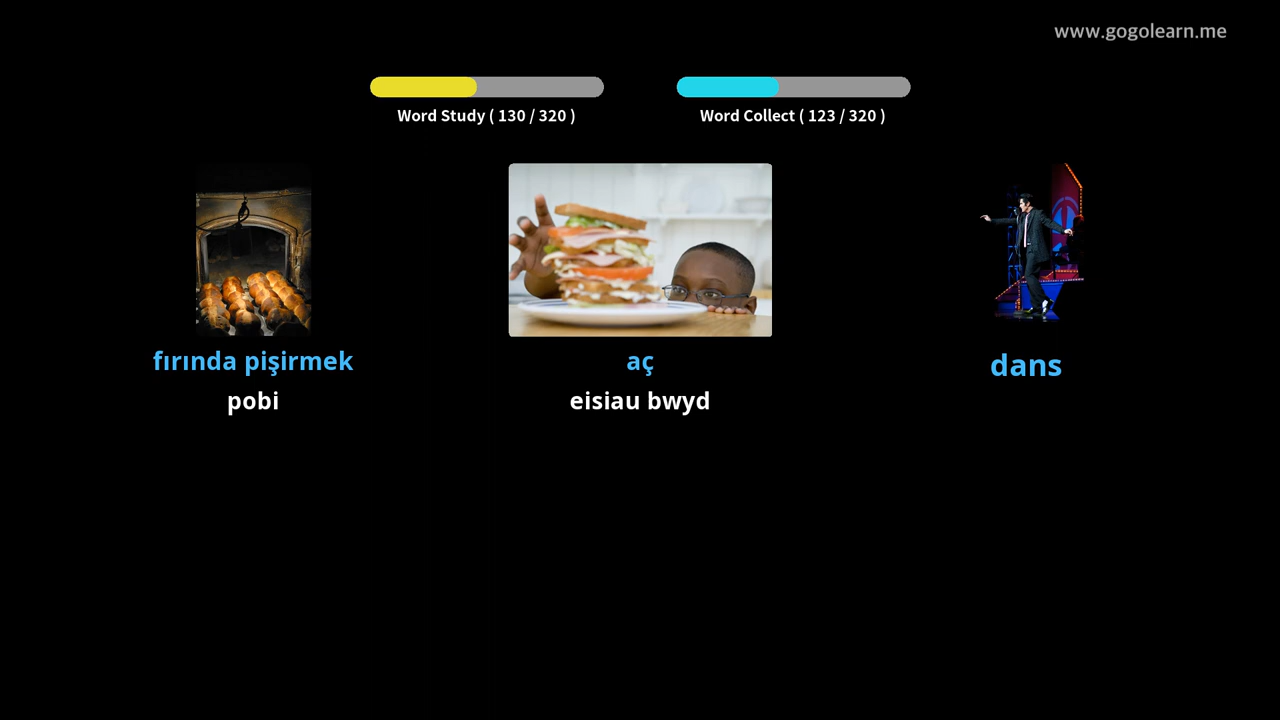 www.gogolearn.me
Word Study ( 130 / 320 )
Word Collect ( 123 / 320 )
fırında pişirmek
pobi
aç
eisiau bwyd
dans